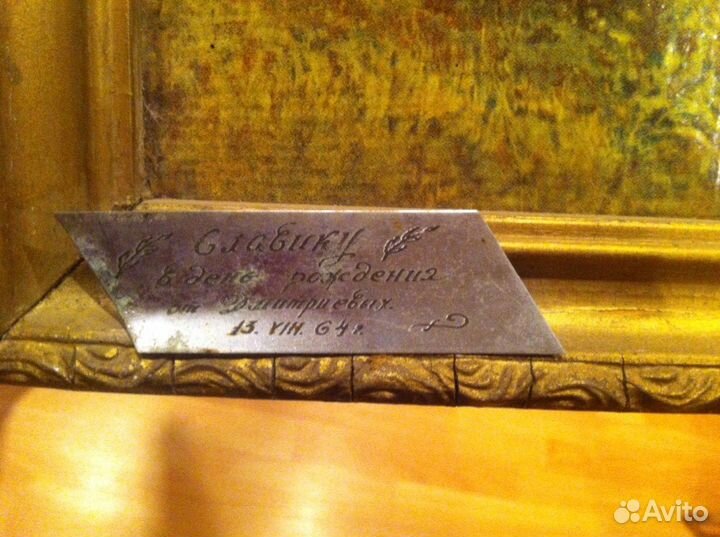 Славику
в день рождения
от Дмитриевых.
13. VIII. 64 г.
Avito